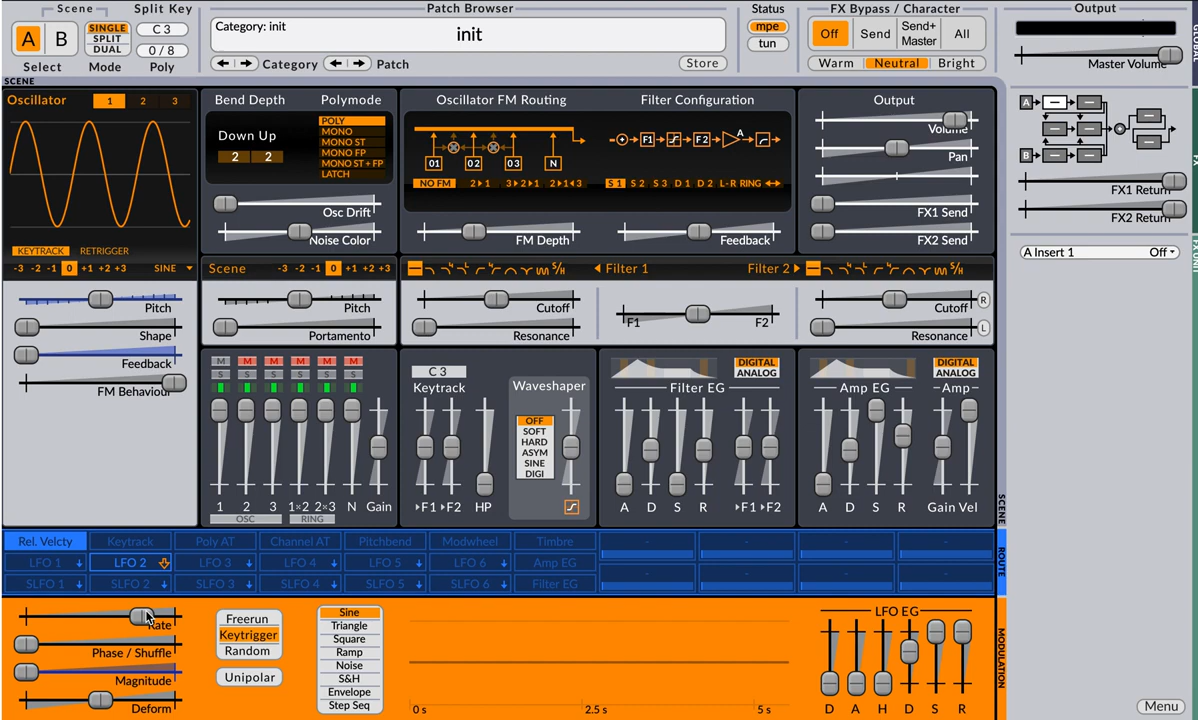 Scene
A B
Select
SINGLE
SPLIT
DUAL
Mode
Split Key
C 3
0 / 8
Poly
Patch Browser
Category: init
init
Category
Patch
Store
Status
mpe
tun
FX Bypass / Character
Off Send Send+ Master All
Warm Neutral Bright
Output
Master Volume
GLOBAL
SCENE
Oscillator 1 2 3
KEYTRACK RETRIGGER
-3 -2 -1 0 +1 +2 +3 SINE
Pitch
Shape
Feedback
FM Behaviour
Bend Depth
Down Up
2 2
Polymode
POLY
MONO
MONO ST
MONO FP
MONO ST + FP
LATCH
Osc Drift
Noise Color
Oscillator FM Routing
O1 O2 O3 N
NO FM 2▸1 3▸2▸1 2▸1◂3
FM Depth
Filter Configuration
F1 F2 A
S 1 S 2 S 3 D 1 D 2 L-R RING
Feedback
Output
Volume
Pan
FX1 Send
FX2 Send
A
B
FX1 Return
FX2 Return
FX
A Insert 1 Off
Scene -3 -2 -1 0 +1 +2 +3
Pitch
Portamento
S/H
Filter 1
Filter 2
S/H
Cutoff
Resonance
F1 F2
Cutoff R
Resonance L
M M M M M M
S S S S S S
1 2 3 1×2 2×3 N Gain
OSC RING
C 3
Keytrack
▸F1 ▸F2 HP
Waveshaper
OFF
SOFT
HARD
ASYM
SINE
DIGI
DIGITAL
ANALOG
Filter EG
A D S R ▸F1 ▸F2
DIGITAL
ANALOG
Amp EG
Amp
A D S R Gain Vel
SCENE
Rel. Velcty Keytrack Poly AT Channel AT Pitchbend Modwheel Timbre - - - -
LFO 1 LFO 2 LFO 3 LFO 4 LFO 5 LFO 6 Amp EG
SLFO 1 SLFO 2 SLFO 3 SLFO 4 SLFO 5 SLFO 6 Filter EG - - - -
ROUTE
Rate
Phase / Shuffle
Magnitude
Deform
Freerun
Keytrigger
Random
Unipolar
Sine
Triangle
Square
Ramp
Noise
S&H
Envelope
Step Seq
0 s 2.5 s 5 s
LFO EG
D A H D S R
MODULATION
Menu